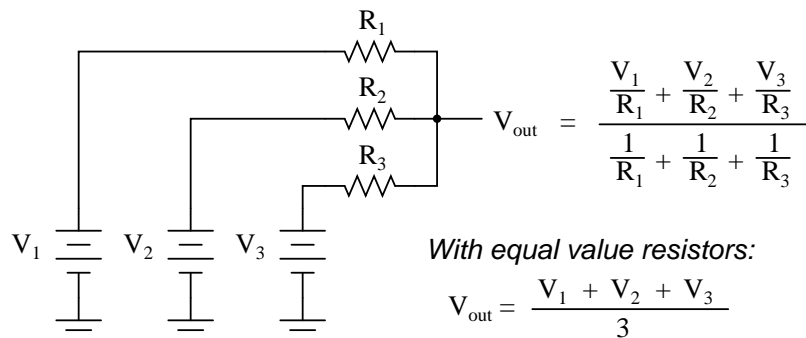 R1
R2
R3
V1
V2
V3
Vout = (V1/R1 + V2/R2 + V3/R3) / (1/R1 + 1/R2 + 1/R3)
With equal value resistors:
Vout = (V1 + V2 + V3) / 3